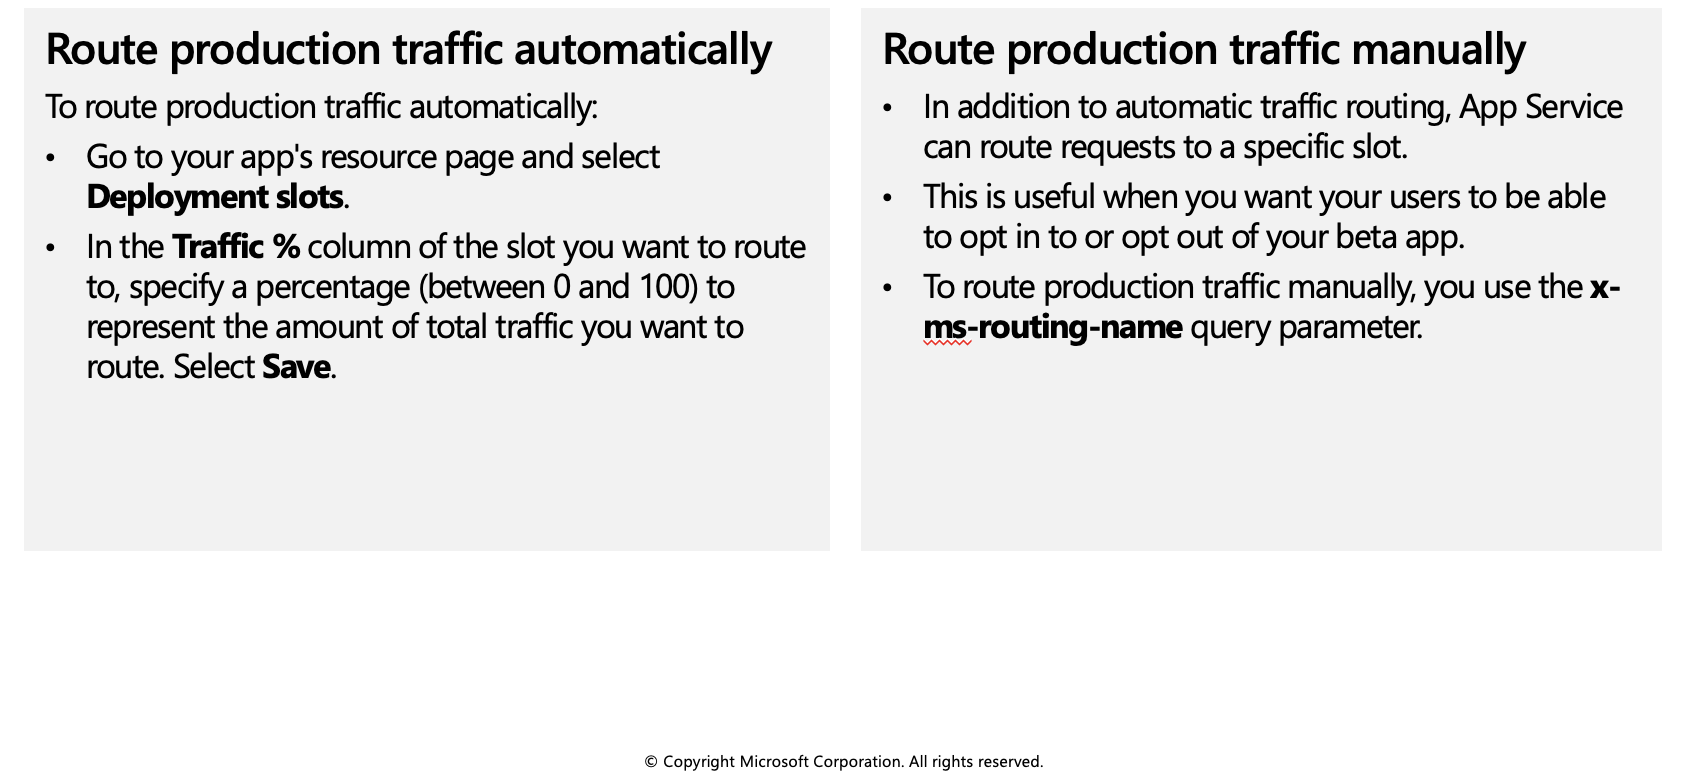 Route production traffic automatically
To route production traffic automatically:
• Go to your app's resource page and select
Deployment slots.
• In the Traffic % column of the slot you want to route
to, specify a percentage (between 0 and 100) to
represent the amount of total traffic you want to
route. Select Save.
Route production traffic manually
• In addition to automatic traffic routing, App Service
can route requests to a specific slot.
• This is useful when you want your users to be able
to opt in to or opt out of your beta app.
• To route production traffic manually, you use the x-
ms-routing-name query parameter.
© Copyright Microsoft Corporation. All rights reserved.